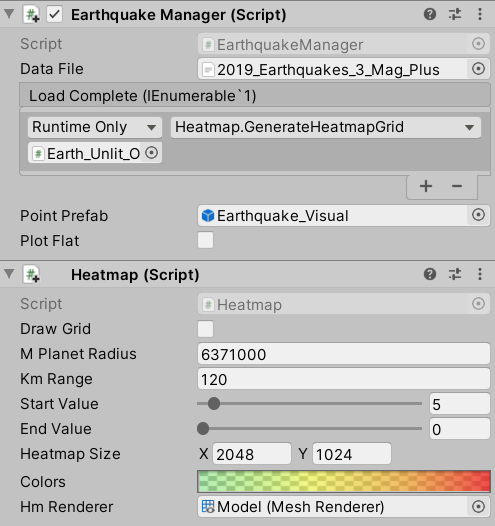 Earthquake Manager (Script)
Script EarthquakeManager
Data File 2019_Earthquakes_3_Mag_Plus
Load Complete (IEnumerable`1)
Runtime Only Heatmap.GenerateHeatmapGrid
Earth_Unlit_O
Point Prefab Earthquake_Visual
Plot Flat
Heatmap (Script)
Script Heatmap
Draw Grid
M Planet Radius 6371000
Km Range 120
Start Value 5
End Value 0
Heatmap Size X 2048 Y 1024
Colors
Hm Renderer Model (Mesh Renderer)